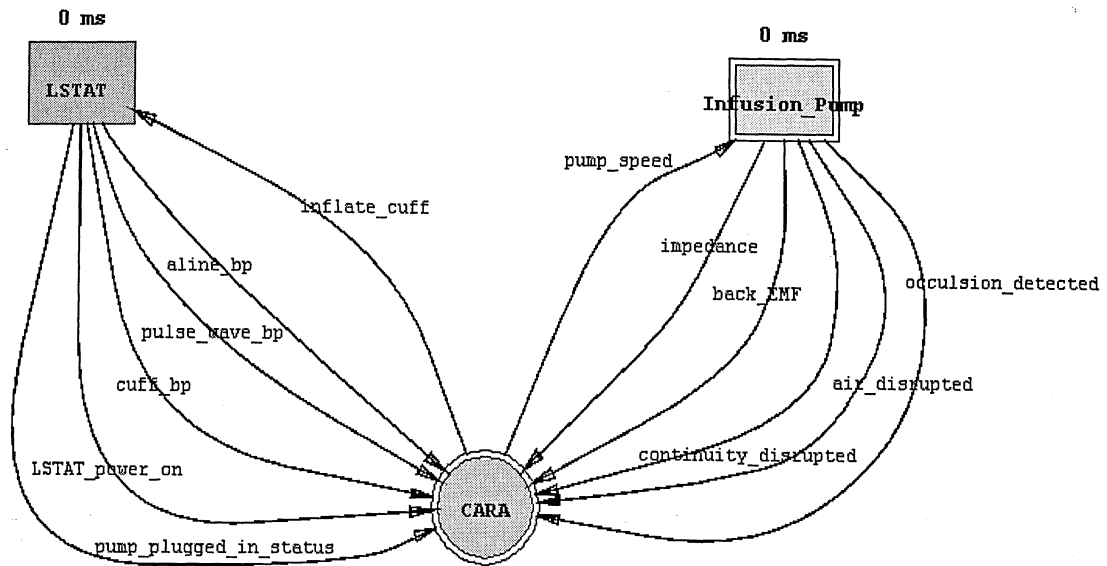 0 ms
0 ms
LSTAT
Infusion_Pump
pump_speed
inflate_cuff
impedance
aline_bp
occulsion_detected
back_EMF
pulse_wave_bp
cuff_bp
air_disrupted
continuity_disrupted
LSTAT_power_on
CARA
pump_plugged_in_status